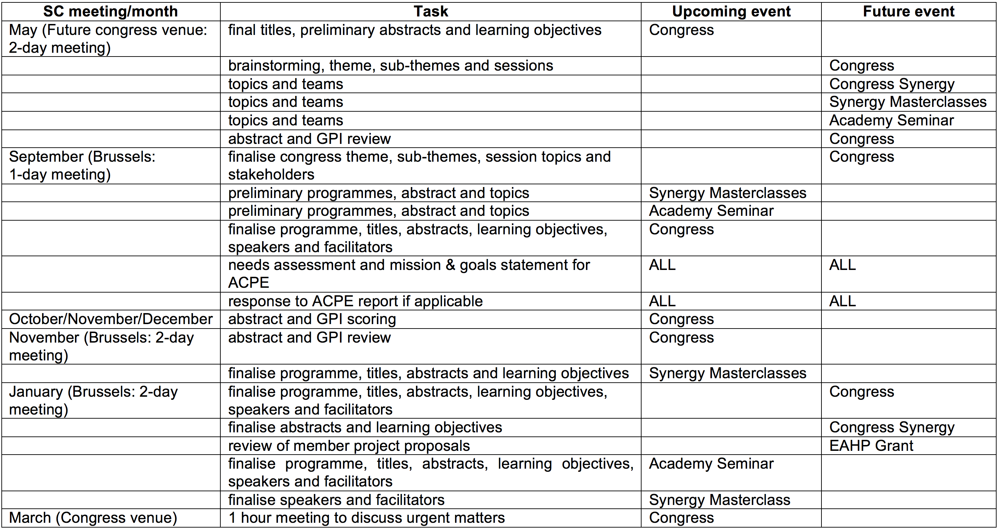 SC meeting/month Task Upcoming event Future event
May (Future congress venue: final titles, preliminary abstracts and learning objectives Congress
2-day meeting)
brainstorming, theme, sub-themes and sessions Congress
topics and teams Congress Synergy
topics and teams Synergy Masterclasses
topics and teams Academy Seminar
abstract and GPI review Congress
September (Brussels: finalise congress theme, sub-themes, session topics and Congress
1-day meeting) stakeholders
preliminary programmes, abstract and topics Synergy Masterclasses
preliminary programmes, abstract and topics Academy Seminar
finalise programme, titles, abstracts, learning objectives, Congress
speakers and facilitators
needs assessment and mission & goals statement for ALL ALL
ACPE
response to ACPE report if applicable ALL ALL
October/November/December abstract and GPI scoring Congress
November (Brussels: 2-day abstract and GPI review Congress
meeting)
finalise programme, titles, abstracts and learning objectives Synergy Masterclasses
January (Brussels: 2-day finalise programme, titles, abstracts, learning objectives, Congress
meeting) speakers and facilitators
finalise abstracts and learning objectives Congress Synergy
review of member project proposals EAHP Grant
finalise programme, titles, abstracts, learning objectives, Academy Seminar
speakers and facilitators
finalise speakers and facilitators Synergy Masterclass
March (Congress venue) 1 hour meeting to discuss urgent matters Congress